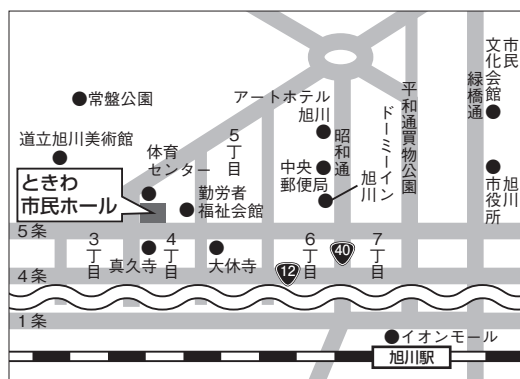 常盤公園
道立旭川美術館
ときわ
市民ホール
体育
センター
勤労者
福祉会館
5丁目
アートホテル
旭川
中央
郵便局
昭和通
ドーミーイン
旭川
平和通買物公園
緑橋通
市民
文化会館
旭川
市役所
5条
3丁目
4丁目
6丁目
7丁目
真久寺
大休寺
12
40
4条
1条
イオンモール
旭川駅